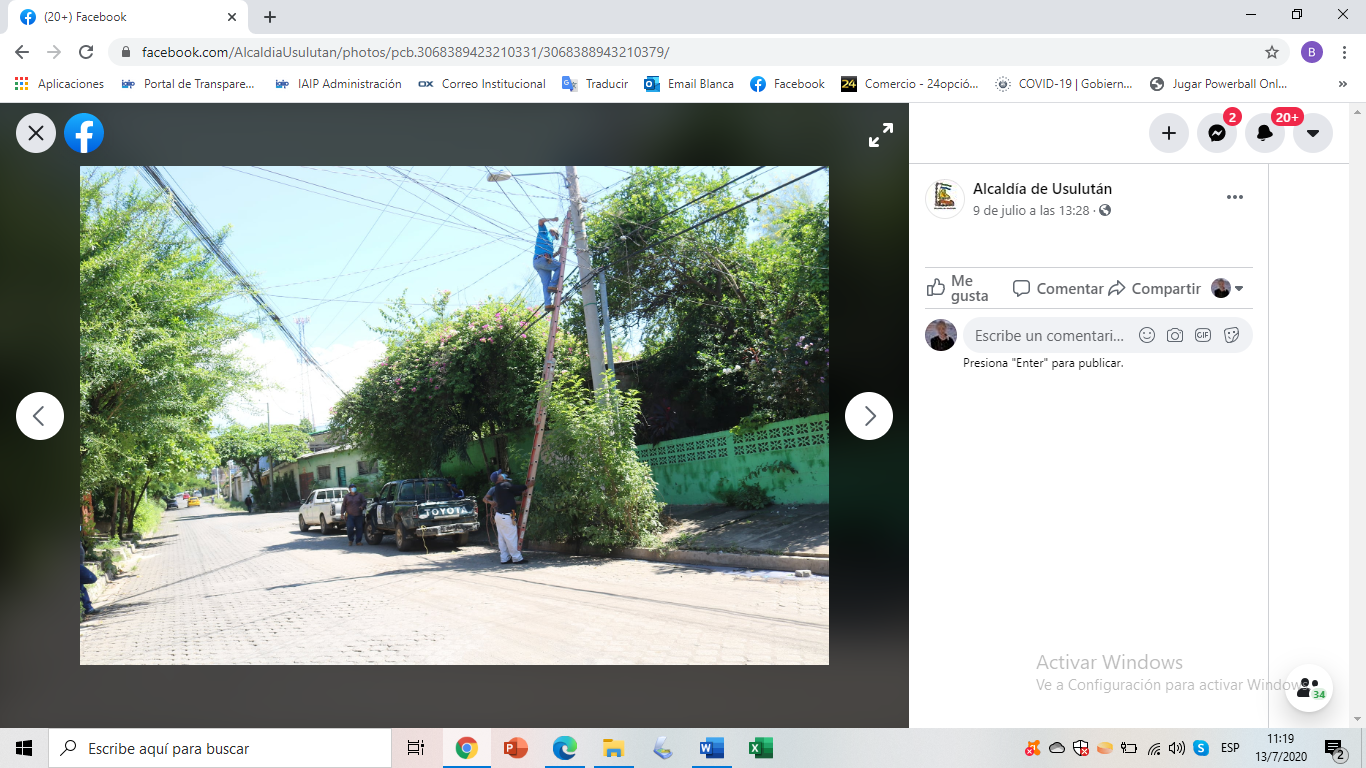 (20+) Facebook
facebook.com/AlcaldiaUsulutan/photos/pcb.3068389423210331/3068388943210379/
B
Aplicaciones
Portal de Transpare...
IAIP Administración
Correo Institucional
Traducir
Email Blanca
Facebook
24 Comercio - 24opció...
COVID-19 | Gobiern...
Jugar Powerball Onl...
»
2
20+
Alcaldía de Usulután
9 de julio a las 13:28 ·
Me gusta
Comentar
Compartir
Escribe un comentari...
GIF
Presiona "Enter" para publicar.
TOYOTA
Activar Windows
Ve a Configuración para activar Windows
34
Escribe aquí para buscar
ESP
11:19
13/7/2020
2